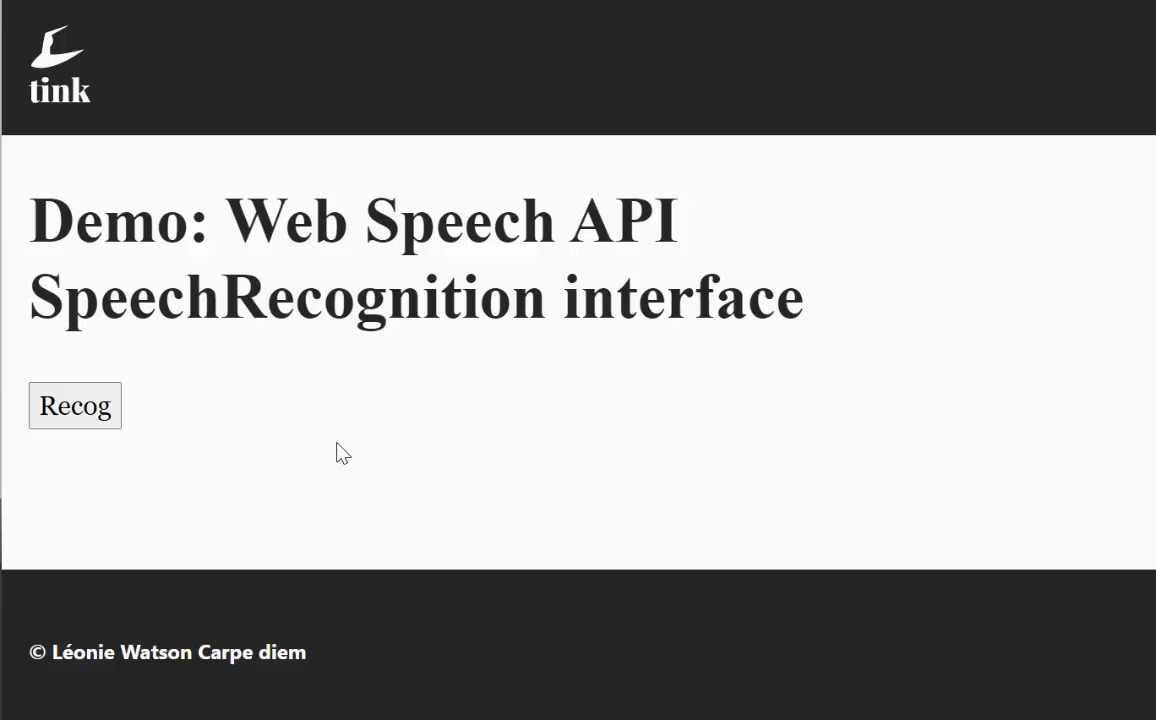 tink
Demo: Web Speech API
SpeechRecognition interface
Recog
© Léonie Watson Carpe diem